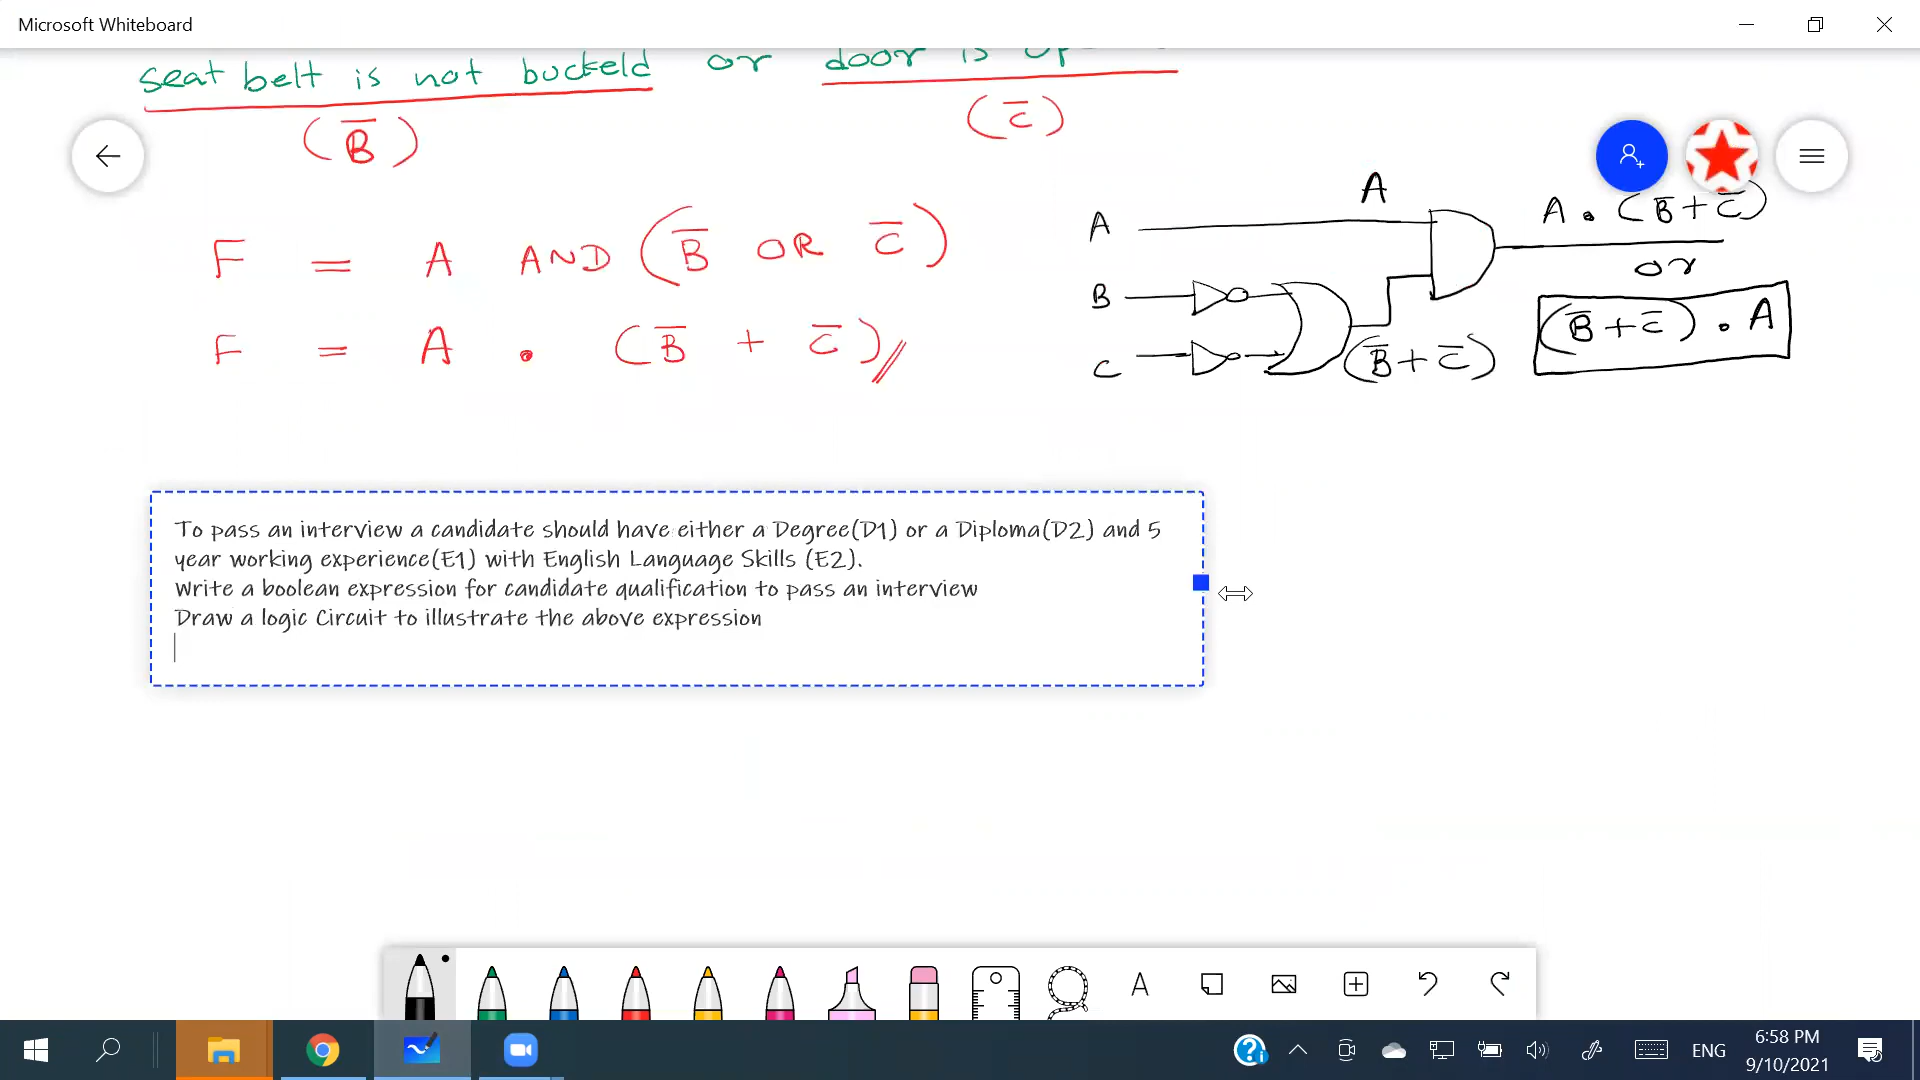 Microsoft Whiteboard
seat belt is not buckeld or door is op
(B̅) (C̅)
F = A AND (B̅ OR C̅)
F = A . (B̅ + C̅)
A
A
A . (B̅+C̅)
or
B
(B̅+C̅) . A
C
(B̅+C̅)
To pass an interview a candidate should have either a Degree(D1) or a Diploma(D2) and 5
year working experience(E1) with English Language Skills (E2).
Write a boolean expression for candidate qualification to pass an interview
Draw a logic Circuit to illustrate the above expression
A
ENG
6:58 PM
9/10/2021